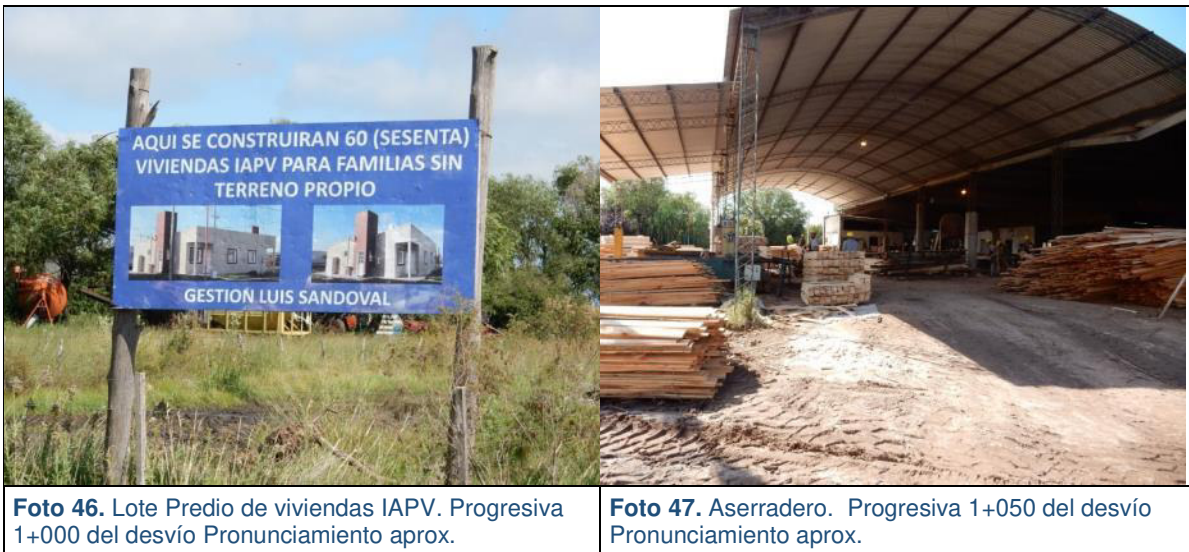 AQUI SE CONSTRUIRAN 60 (SESENTA)
VIVIENDAS IAPV PARA FAMILIAS SIN
TERRENO PROPIO
GESTION LUIS SANDOVAL
Foto 46. Lote Predio de viviendas IAPV. Progresiva
1+000 del desvío Pronunciamiento aprox.
Foto 47. Aserradero. Progresiva 1+050 del desvío
Pronunciamiento aprox.